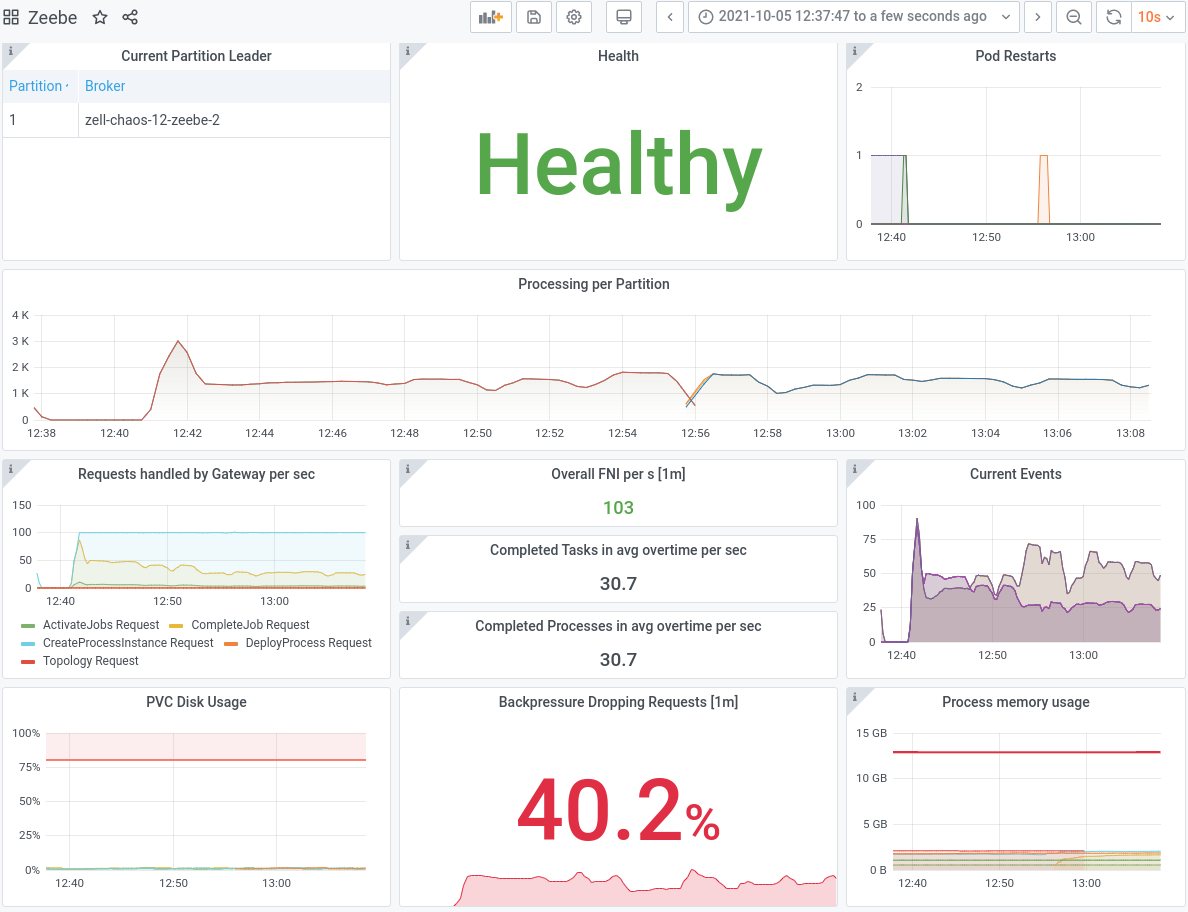 Zeebe
2021-10-05 12:37:47 to a few seconds ago
10s
Current Partition Leader
Partition
Broker
1
zell-chaos-12-zeebe-2
Health
Healthy
Pod Restarts
2
1
0
12:40 12:50 13:00
Processing per Partition
4 K
3 K
2 K
1 K
0
12:38 12:40 12:42 12:44 12:46 12:48 12:50 12:52 12:54 12:56 12:58 13:00 13:02 13:04 13:06 13:08
Requests handled by Gateway per sec
150
100
50
0
12:40 12:50 13:00
ActivateJobs Request CompleteJob Request
CreateProcessInstance Request DeployProcess Request
Topology Request
Overall FNI per s [1m]
103
Completed Tasks in avg overtime per sec
30.7
Completed Processes in avg overtime per sec
30.7
Current Events
100
75
50
25
0
12:40 12:50 13:00
PVC Disk Usage
100%
75%
50%
25%
0%
12:40 12:50 13:00
Backpressure Dropping Requests [1m]
40.2%
Process memory usage
15 GB
10 GB
5 GB
0 B
12:40 12:50 13:00